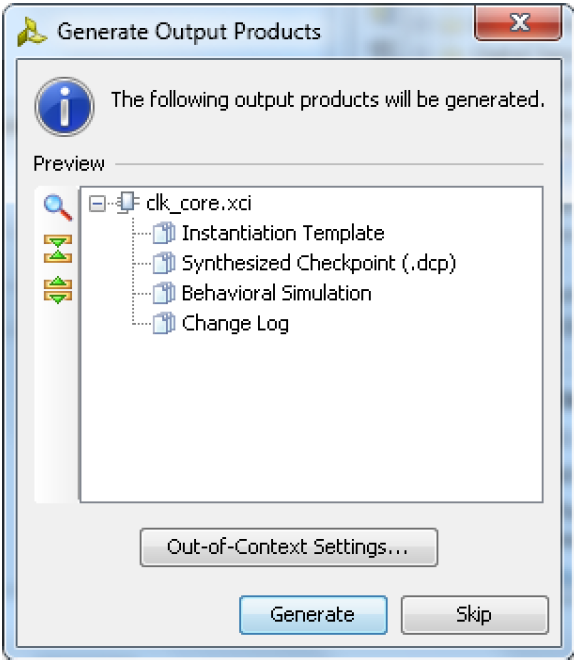 Generate Output Products
The following output products will be generated.
Preview
clk_core.xci
Instantiation Template
Synthesized Checkpoint (.dcp)
Behavioral Simulation
Change Log
Out-of-Context Settings...
Generate
Skip